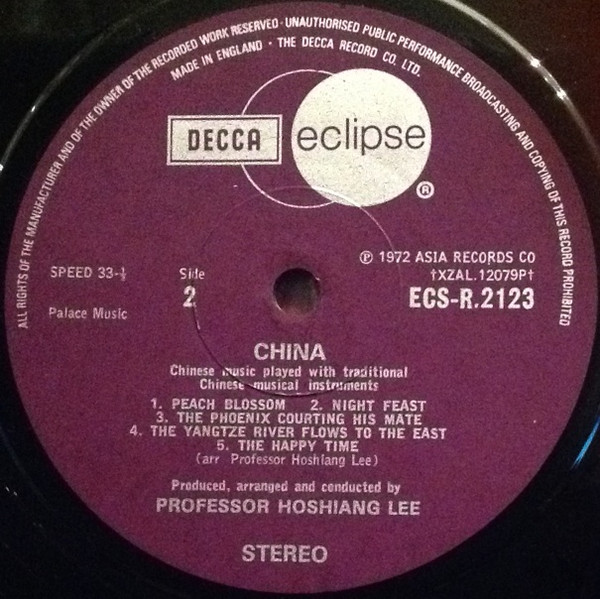 ALL RIGHTS OF THE MANUFACTURER AND OF THE OWNER OF THE RECORDED WORK RESERVED · UNAUTHORISED PUBLIC PERFORMANCE BROADCASTING AND COPYING OF THIS RECORD PROHIBITED
MADE IN ENGLAND · THE DECCA RECORD CO. LTD.
DECCA eclipse
®
℗ 1972 ASIA RECORDS CO
SPEED 33-⅓ Side †XZAL.12079P†
2 ECS-R.2123
Palace Music
CHINA
Chinese music played with traditional
Chinese musical instruments
1. PEACH BLOSSOM 2. NIGHT FEAST
3. THE PHOENIX COURTING HIS MATE
4. THE YANGTZE RIVER FLOWS TO THE EAST
5. THE HAPPY TIME
(arr Professor Hoshiang Lee)
Produced, arranged and conducted by
PROFESSOR HOSHIANG LEE
STEREO